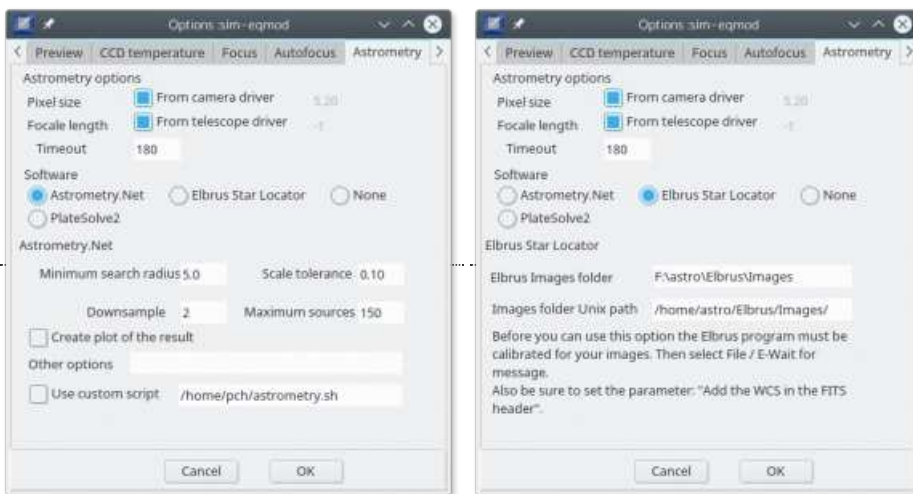 Options :sim-eqmod
Preview CCD temperature Focus Autofocus Astrometry
Astrometry options
Pixel size From camera driver 5.20
Focale length From telescope driver -1
Timeout 180
Software
Astrometry.Net Elbrus Star Locator None
PlateSolve2
Astrometry.Net
Minimum search radius 5.0 Scale tolerance 0.10
Downsample 2 Maximum sources 150
Create plot of the result
Other options
Use custom script /home/pch/astrometry.sh
Cancel OK
Options :sim-eqmod
Preview CCD temperature Focus Autofocus Astrometry
Astrometry options
Pixel size From camera driver 5.20
Focale length From telescope driver -1
Timeout 180
Software
Astrometry.Net Elbrus Star Locator None
PlateSolve2
Elbrus Star Locator
Elbrus Images folder F:\astro\Elbrus\Images
Images folder Unix path /home/astro/Elbrus/Images/
Before you can use this option the Elbrus program must be
calibrated for your images. Then select File / E-Wait for
message.
Also be sure to set the parameter: "Add the WCS in the FITS
header".
Cancel OK